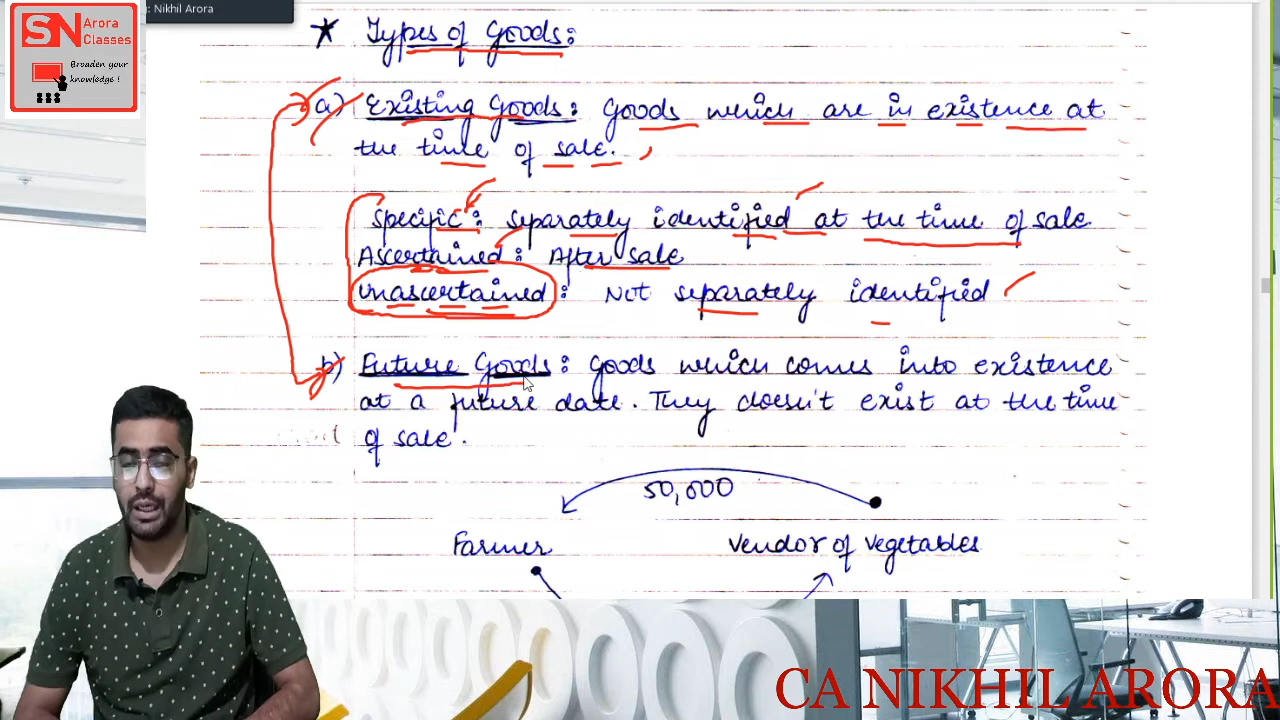 : Nikhil Arora
SN Arora Classes
Broaden your knowledge !
★ Types of Goods:
a) Existing Goods: Goods which are in existence at
the time of sale.
Specific: Separately identified at the time of sale
Ascertained: After sale
Unascertained: Not separately identified
b) Future Goods: Goods which comes into existence
at a future date. They doesn't exist at the time
of sale.
50,000
Farmer
Vendor of vegetables
CA NIKHIL ARORA